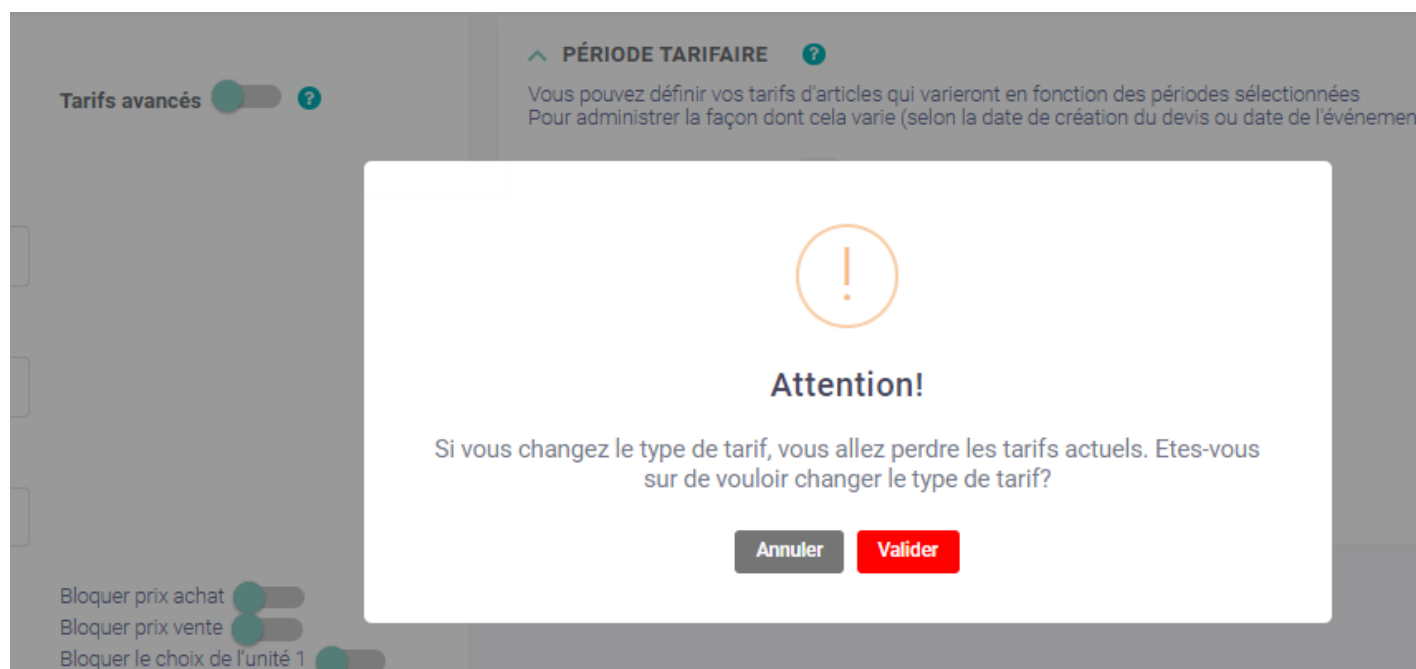 Tarifs avancés ?
PÉRIODE TARIFAIRE ?
Vous pouvez définir vos tarifs d'articles qui varieront en fonction des périodes sélectionnées
Pour administrer la façon dont cela varie (selon la date de création du devis ou date de l'événemen
!
Attention!
Si vous changez le type de tarif, vous allez perdre les tarifs actuels. Etes-vous
sur de vouloir changer le type de tarif?
Annuler Valider
Bloquer prix achat
Bloquer prix vente
Bloquer le choix de l'unité 1